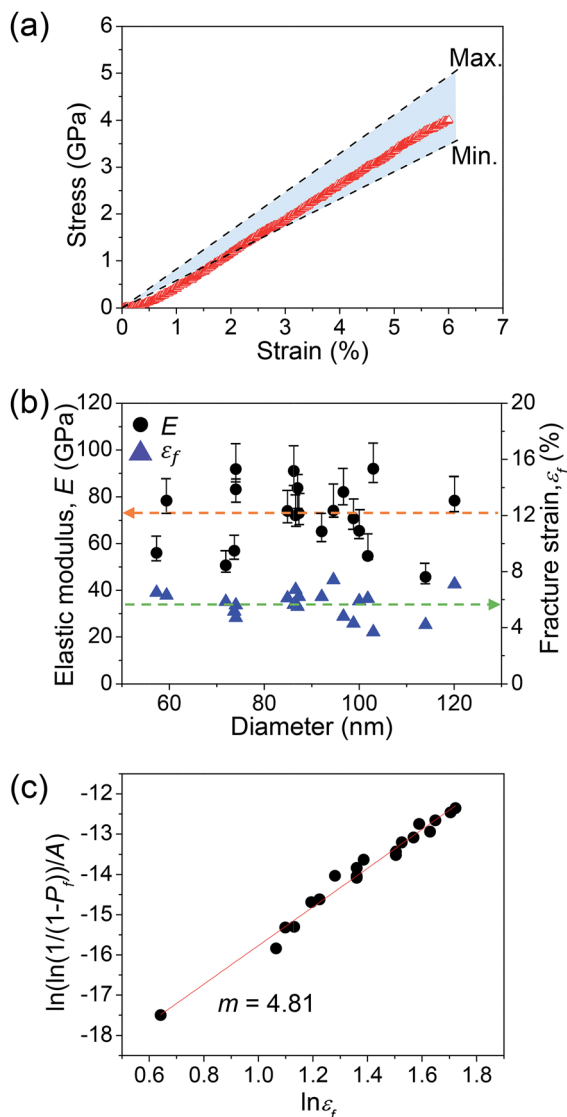 (a)
6
5
4
3
2
1
0
Stress (GPa)
Max.
Min.
0 1 2 3 4 5 6 7
Strain (%)
(b)
120
100
80
60
40
20
0
Elastic modulus, E (GPa)
E
εf
20
16
12
8
4
0
Fracture strain, εf (%)
60 80 100 120
Diameter (nm)
(c)
-12
-13
-14
-15
-16
-17
-18
ln(ln(1/(1-Pf))/A)
m = 4.81
0.6 0.8 1.0 1.2 1.4 1.6 1.8
lnεf